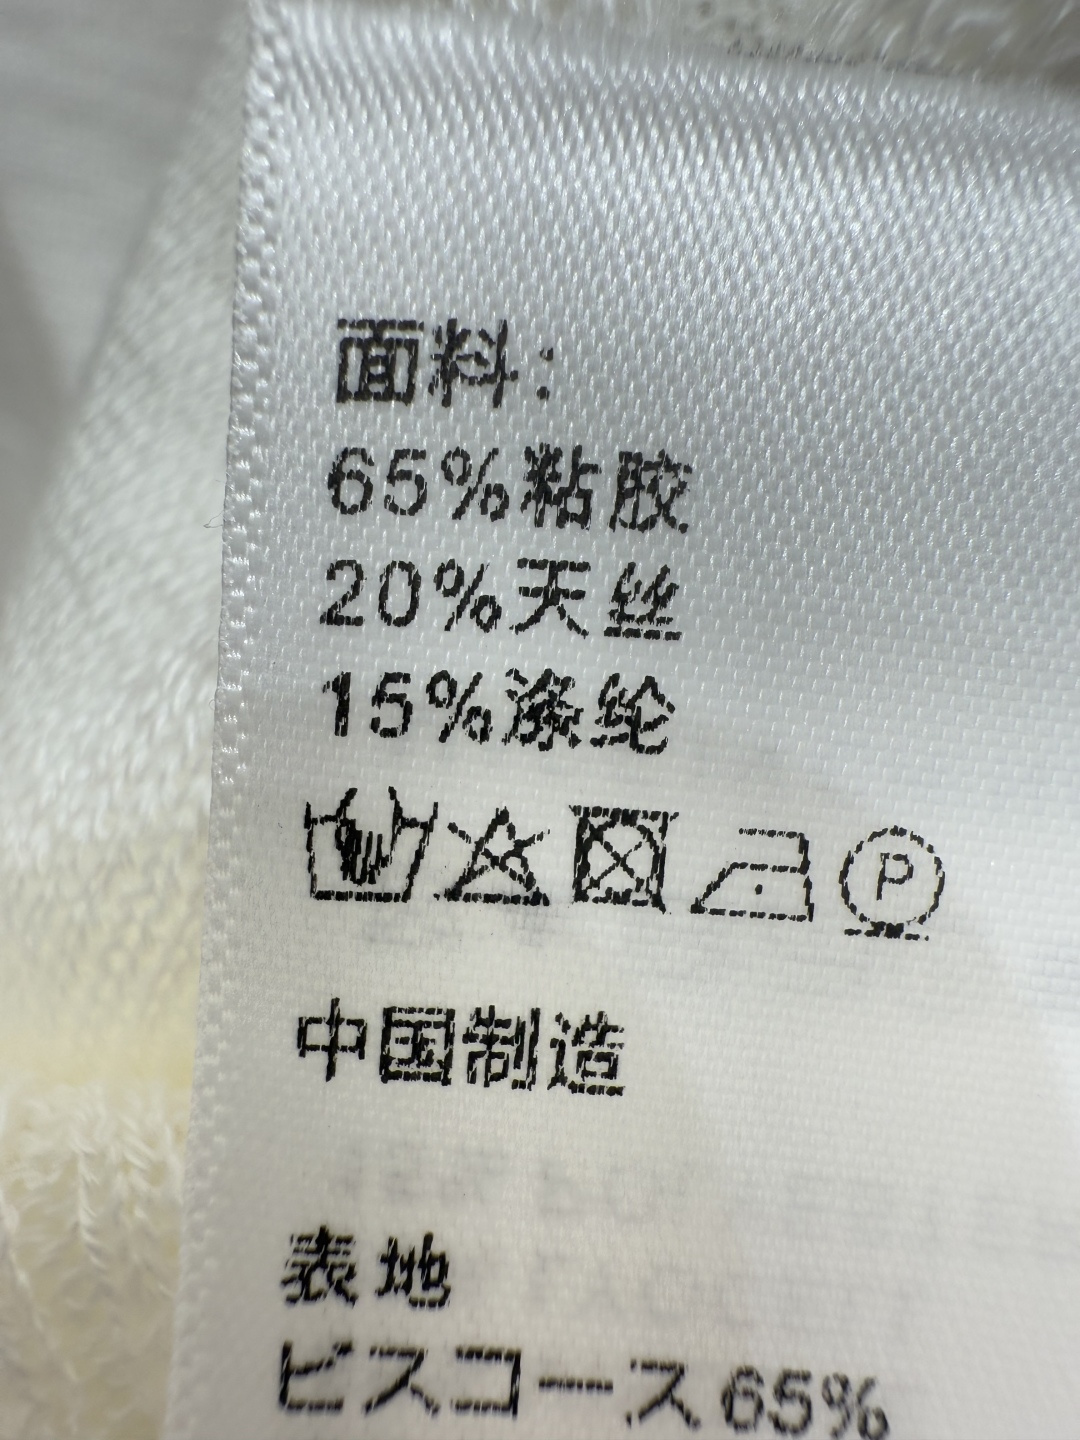 面料:
65%粘胶
20%天丝
15%涤纶
P
中国制造
表地
ビスコース65%